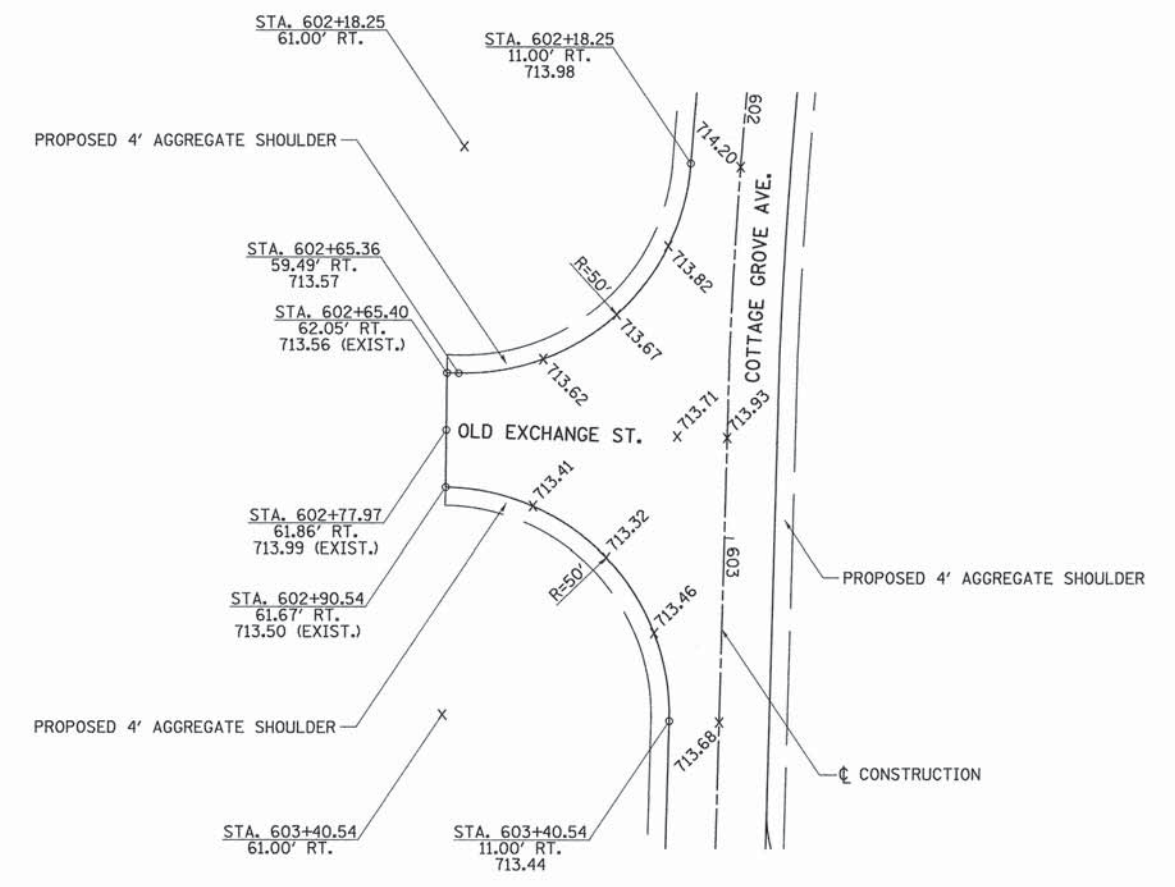 STA. 602+18.25
61.00' RT.
STA. 602+18.25
11.00' RT.
713.98
602
714.20
PROPOSED 4' AGGREGATE SHOULDER
COTTAGE GROVE AVE.
STA. 602+65.36
59.49' RT.
713.57
R=50'
713.82
STA. 602+65.40
62.05' RT.
713.56 (EXIST.)
713.67
713.62
713.71
713.93
OLD EXCHANGE ST.
713.41
STA. 602+77.97
61.86' RT.
713.99 (EXIST.)
713.32
603
R=50'
PROPOSED 4' AGGREGATE SHOULDER
STA. 602+90.54
61.67' RT.
713.50 (EXIST.)
713.46
PROPOSED 4' AGGREGATE SHOULDER
713.68
℄ CONSTRUCTION
STA. 603+40.54
61.00' RT.
STA. 603+40.54
11.00' RT.
713.44